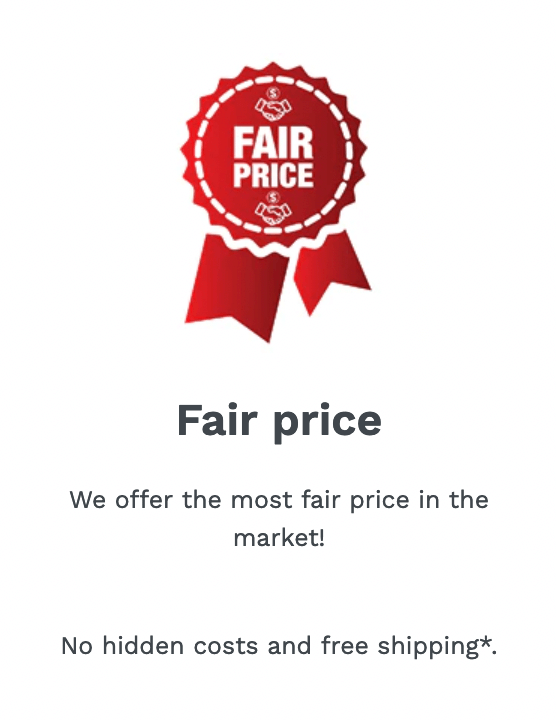 FAIR
PRICE
Fair price
We offer the most fair price in the
market!
No hidden costs and free shipping*.